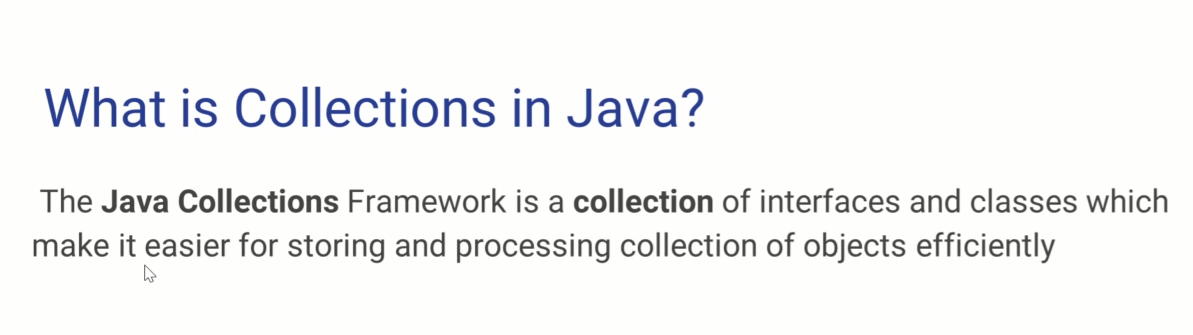 What is Collections in Java?
The Java Collections Framework is a collection of interfaces and classes which
make it easier for storing and processing collection of objects efficiently